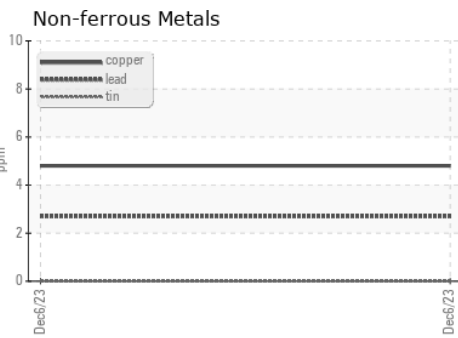 Non-ferrous Metals
10
copper
lead
tin
8
6
ppm
4
2
0
Dec6/23
Dec6/23